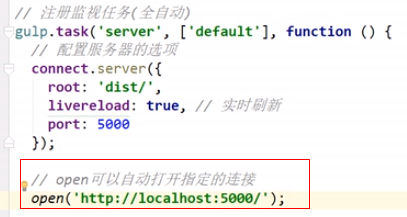 // 注册监视任务(全自动)
gulp.task('server', ['default'], function () {
// 配置服务器的选项
connect.server({
root: 'dist/',
livereload: true, // 实时刷新
port: 5000
});
// open可以自动打开指定的连接
open('http://localhost:5000/');